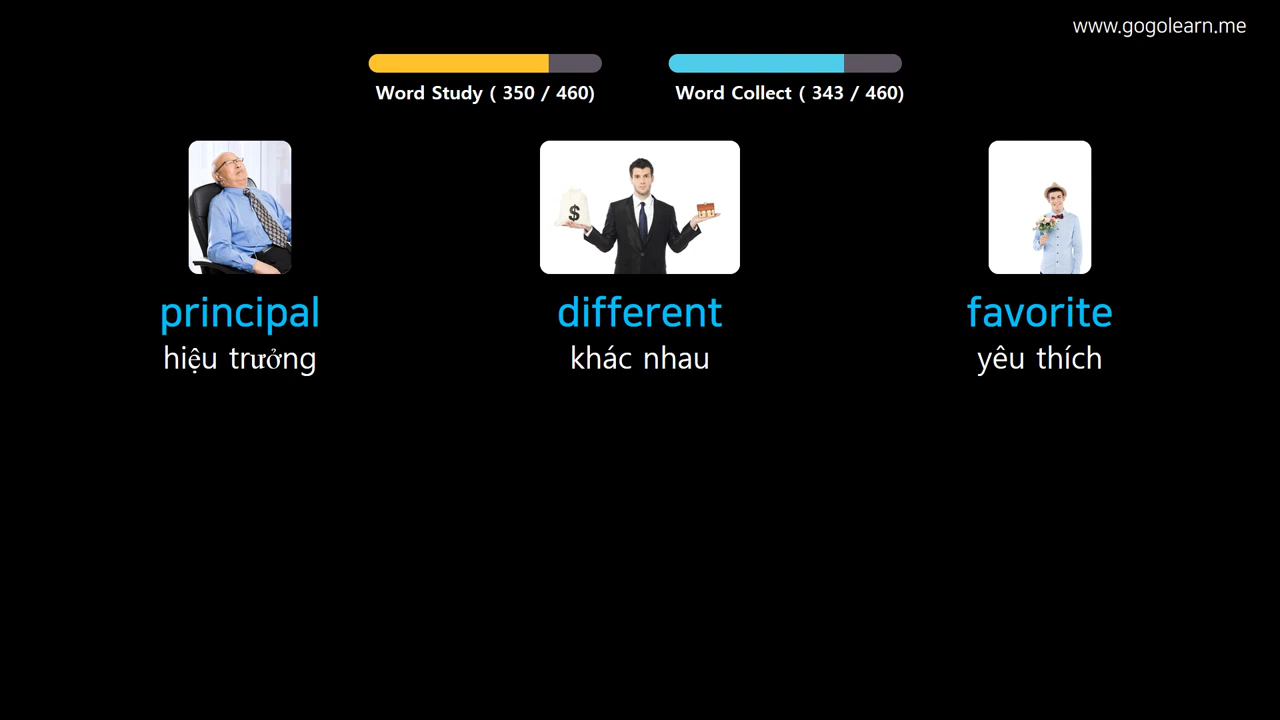 www.gogolearn.me
Word Study ( 350 / 460)
Word Collect ( 343 / 460)
$
principal
different
favorite
hiệu trưởng
khác nhau
yêu thích